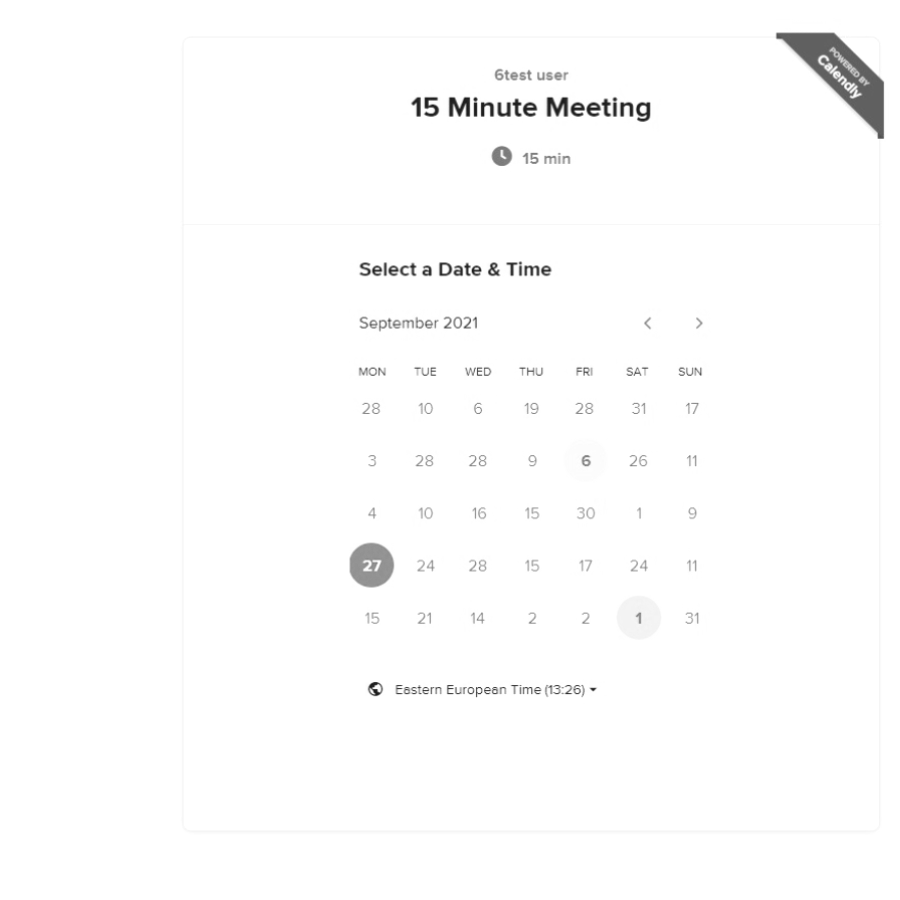 POWERED BY
Calendly
6test user
15 Minute Meeting
15 min
Select a Date & Time
September 2021
MON TUE WED THU FRI SAT SUN
28 10 6 19 28 31 17
3 28 28 9 6 26 11
4 10 16 15 30 1 9
27 24 28 15 17 24 11
15 21 14 2 2 1 31
Eastern European Time (13:26)